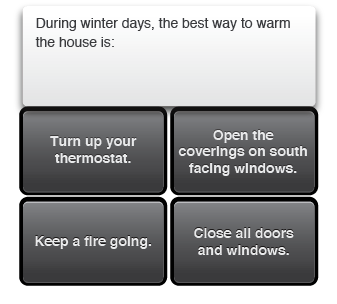 During winter days, the best way to warm
the house is:
Turn up your
thermostat.
Open the
coverings on south
facing windows.
Keep a fire going.
Close all doors
and windows.